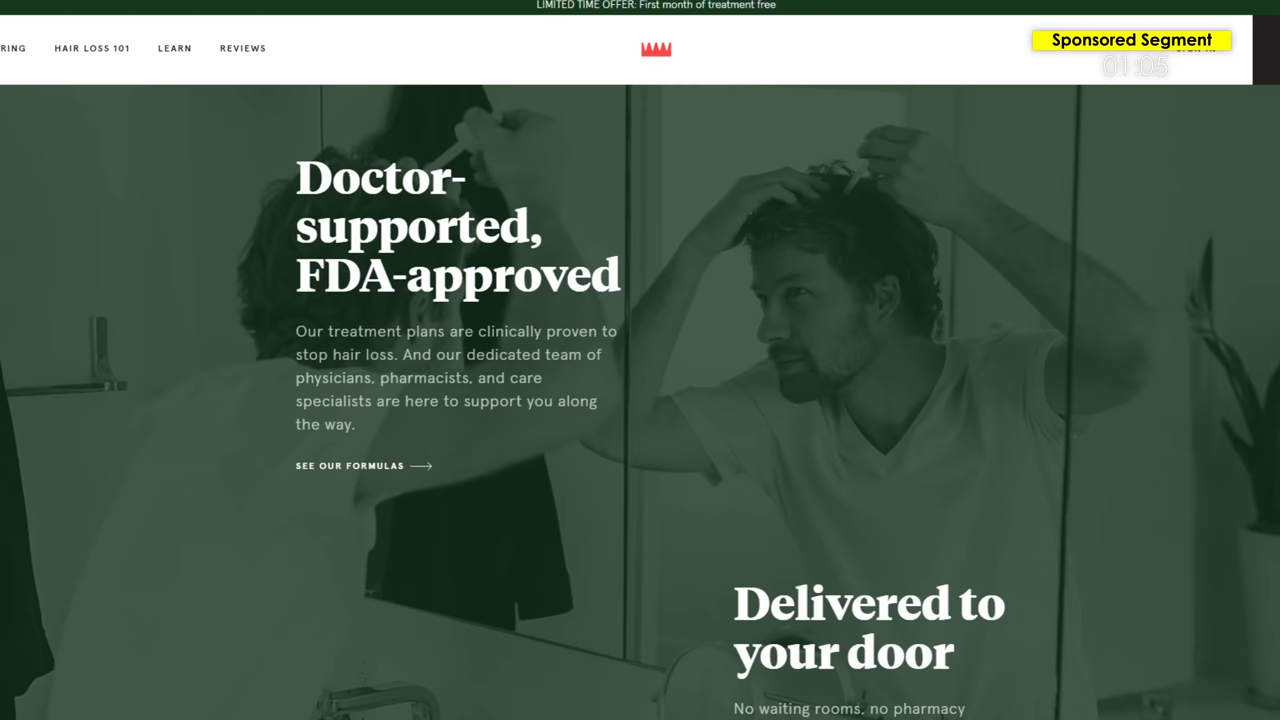 LIMITED TIME OFFER: First month of treatment free
RING HAIR LOSS 101 LEARN REVIEWS
Sponsored Segment
01:05
Doctor-
supported,
FDA-approved
Our treatment plans are clinically proven to
stop hair loss. And our dedicated team of
physicians, pharmacists, and care
specialists are here to support you along
the way.
SEE OUR FORMULAS
Delivered to
your door
No waiting rooms, no pharmacy